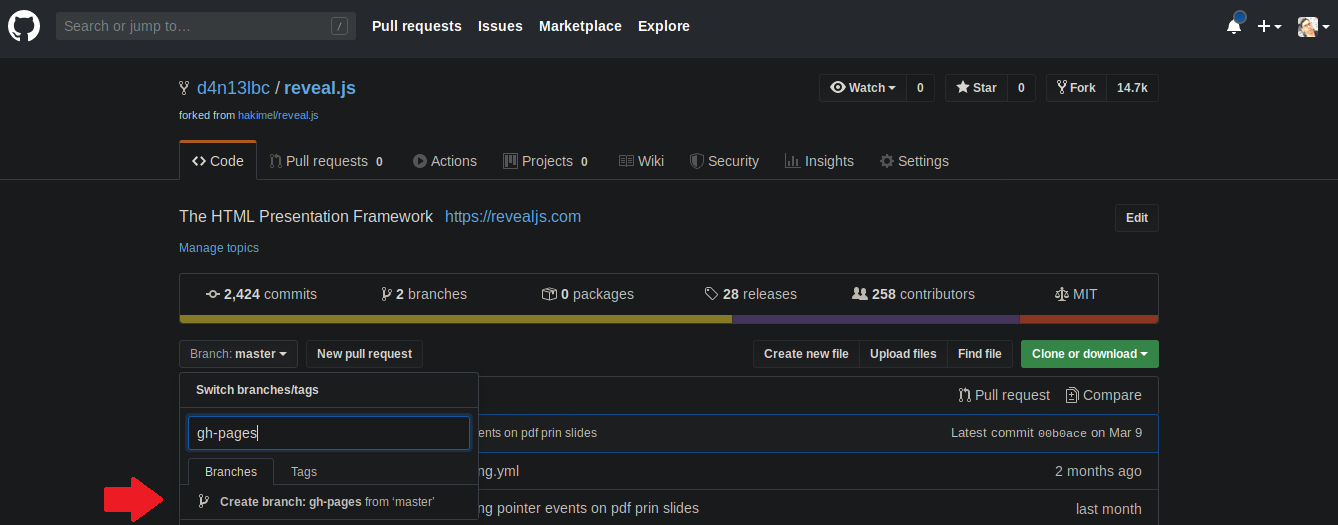 Search or jump to… /
Pull requests Issues Marketplace Explore
d4n13lbc / reveal.js
Watch 0 Star 0 Fork 14.7k
forked from hakimel/reveal.js
Code Pull requests 0 Actions Projects 0 Wiki Security Insights Settings
The HTML Presentation Framework https://revealjs.com
Edit
Manage topics
2,424 commits 2 branches 0 packages 28 releases 258 contributors MIT
Branch: master New pull request Create new file Upload files Find file Clone or download
Switch branches/tags
Pull request Compare
gh-pages
ents on pdf prin slides Latest commit 00b0ace on Mar 9
Branches Tags
ng.yml 2 months ago
Create branch: gh-pages from ‘master’
ng pointer events on pdf prin slides last month